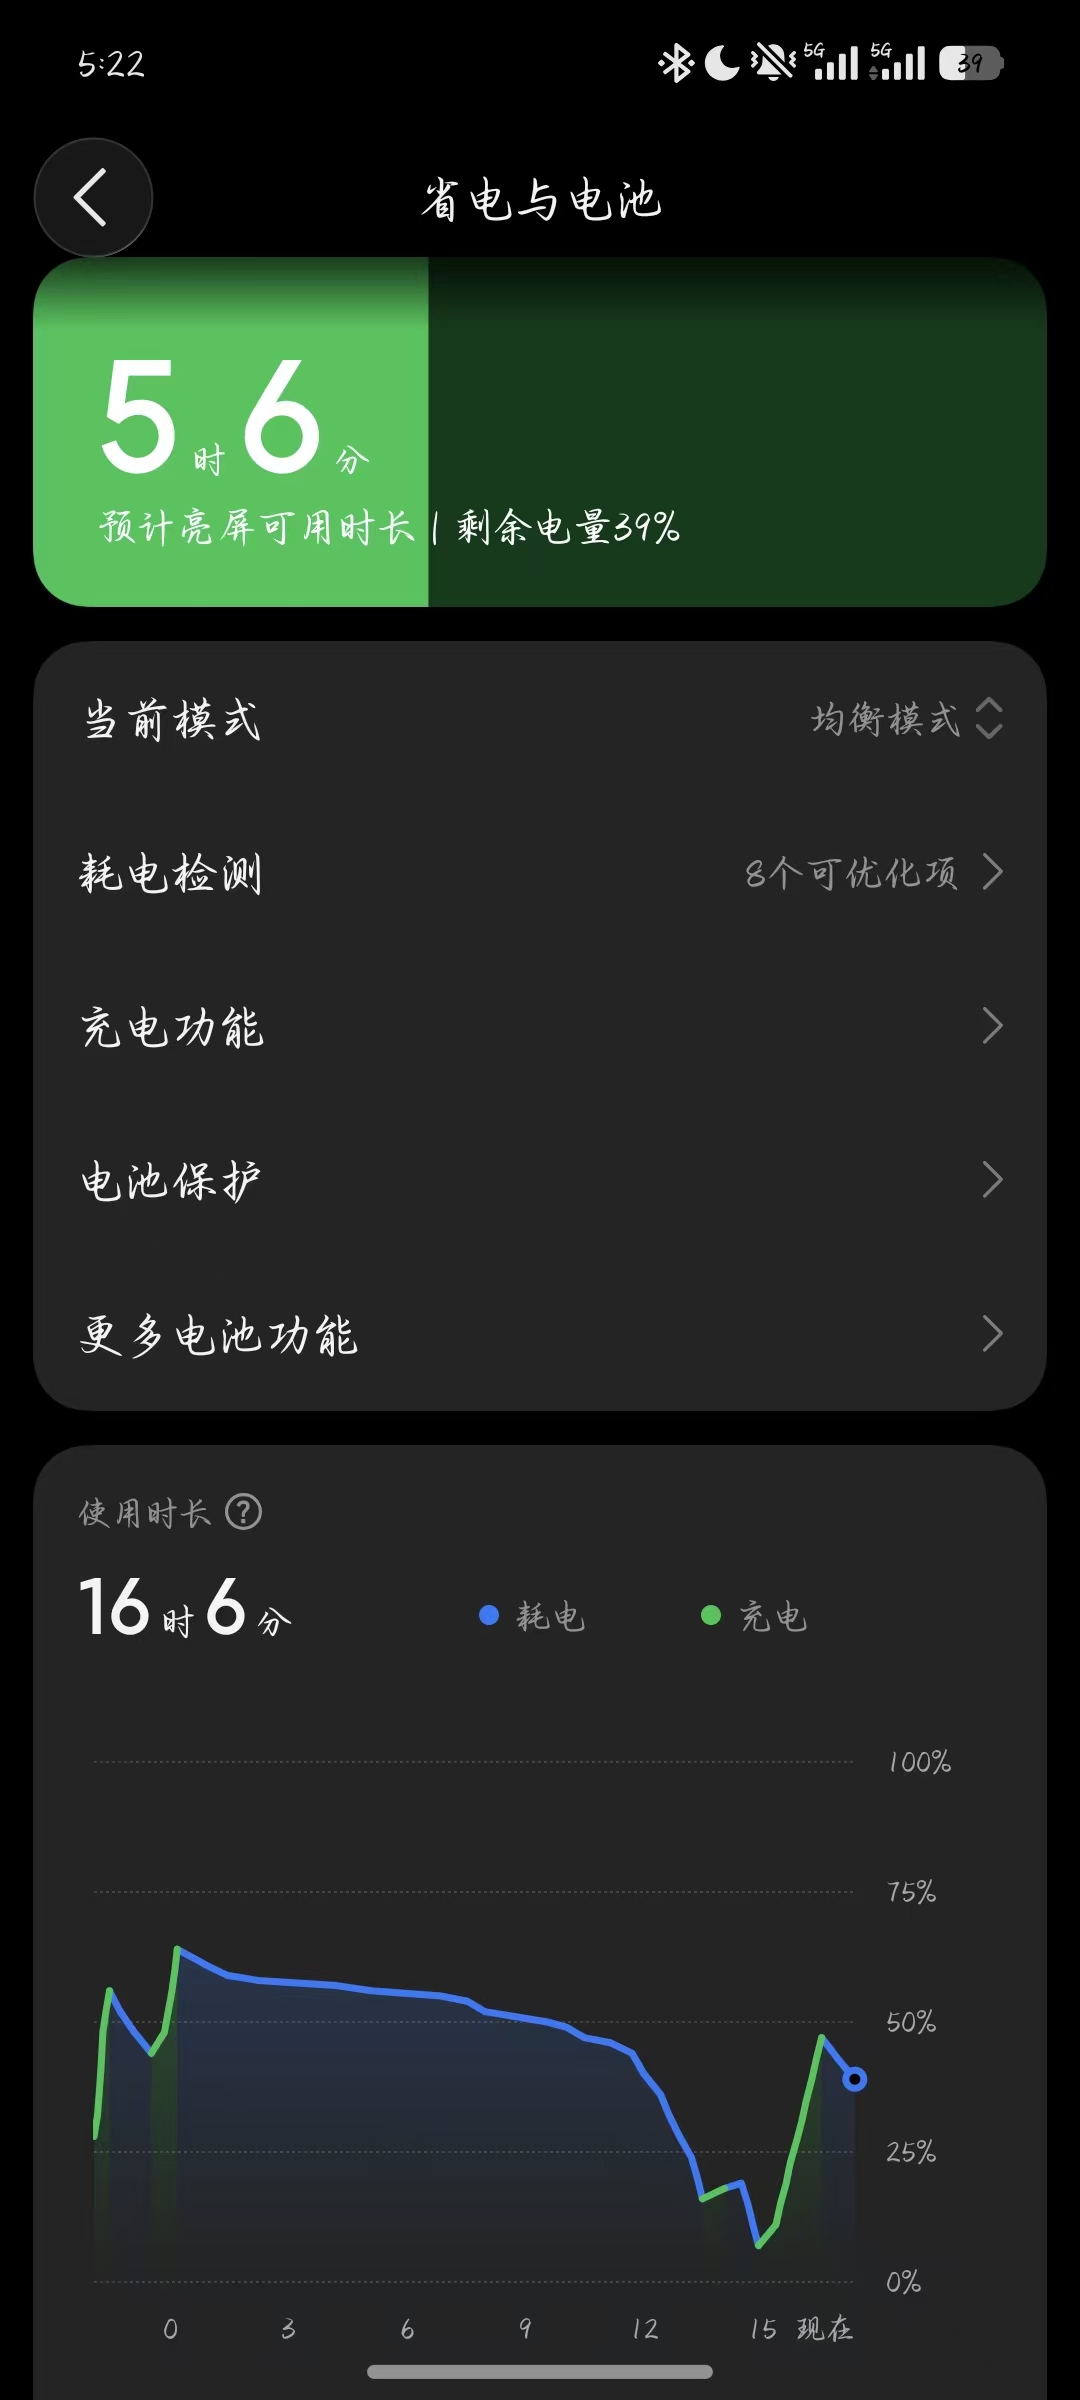 5:22
5G 5G 39
省电与电池
5时6分
预计亮屏可用时长 | 剩余电量39%
当前模式 均衡模式
耗电检测 8个可优化项
充电功能
电池保护
更多电池功能
使用时长 ?
16时6分 耗电 充电
100%
75%
50%
25%
0%
0 3 6 9 12 15 现在